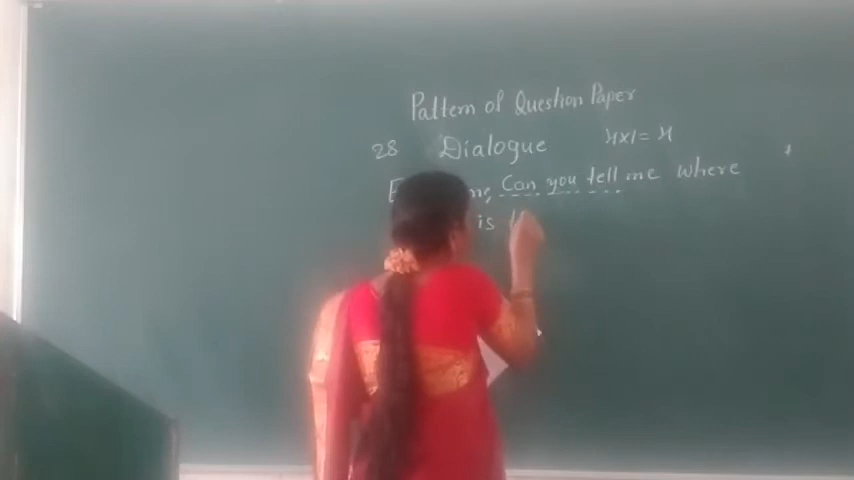 Pattern of Question Paper
28 Dialogue 4x1=4
Can you tell me where
is